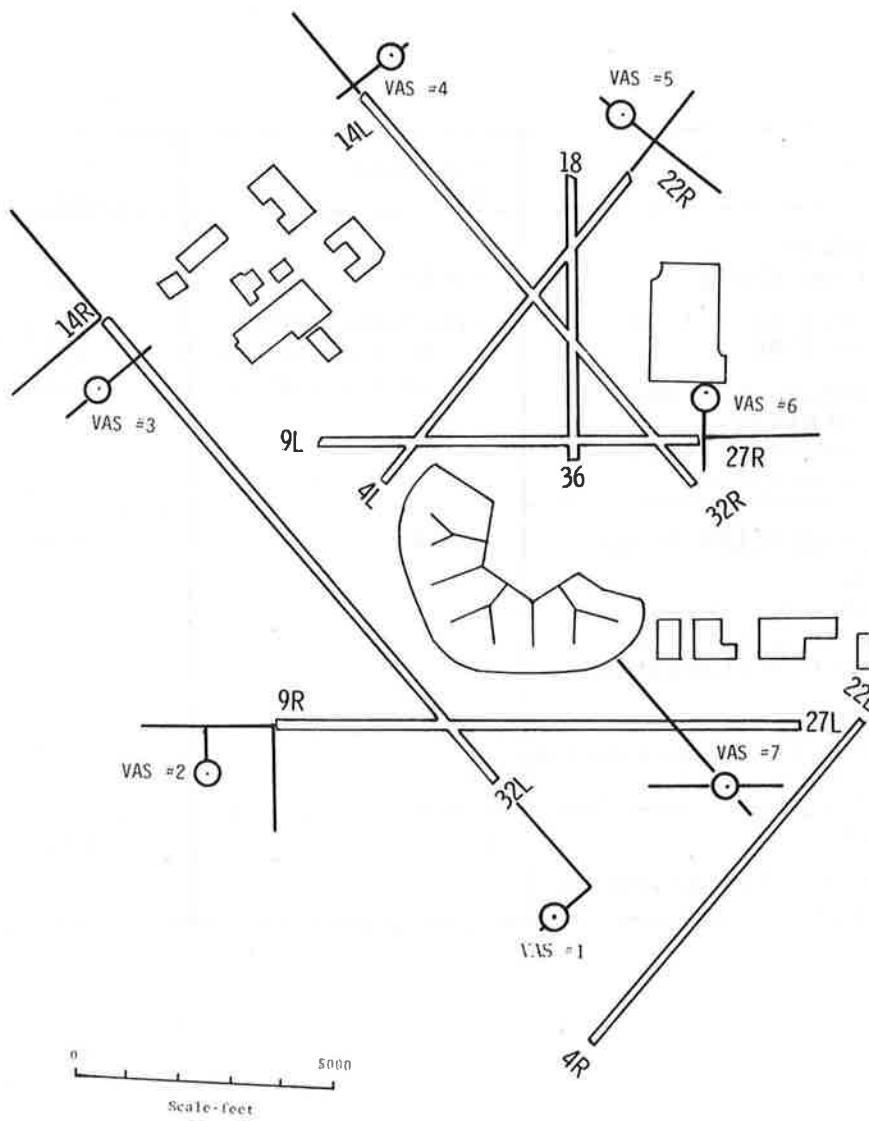 VAS #4
VAS #5
14L
18
22R
14R
VAS #3
VAS #6
9L
27R
4L
36
32R
9R
22L
27L
VAS #7
VAS #2
32L
VAS #1
4R
0 5000
Scale-feet